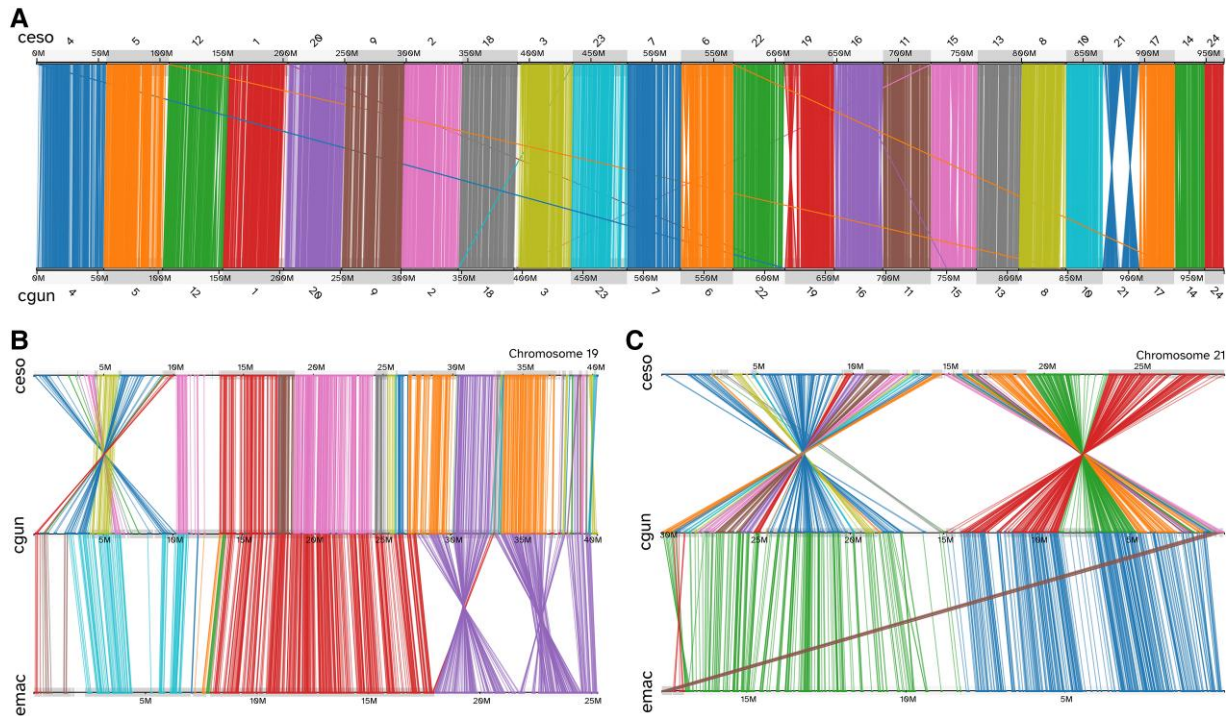 A
ceso
4 5 12 1 20 9 2 18 3 23 7 6 22 19 16 11 15 13 8 10 21 17 14 24
0M 50M 100M 150M 200M 250M 300M 350M 400M 450M 500M 550M 600M 650M 700M 750M 800M 850M 900M 950M
0M 50M 100M 150M 200M 250M 300M 350M 400M 450M 500M 550M 600M 650M 700M 750M 800M 850M 900M 950M
cgun
4 5 12 1 20 9 2 18 3 23 7 6 22 19 16 11 15 13 8 10 21 17 14 24
B
Chromosome 19
ceso
5M 10M 15M 20M 25M 30M 35M 40M
cgun
5M 10M 15M 20M 25M 30M 35M 40M
emac
5M 10M 15M 20M 25M
C
Chromosome 21
ceso
5M 10M 15M 20M 25M
cgun
30M 25M 20M 15M 10M 5M
emac
15M 10M 5M